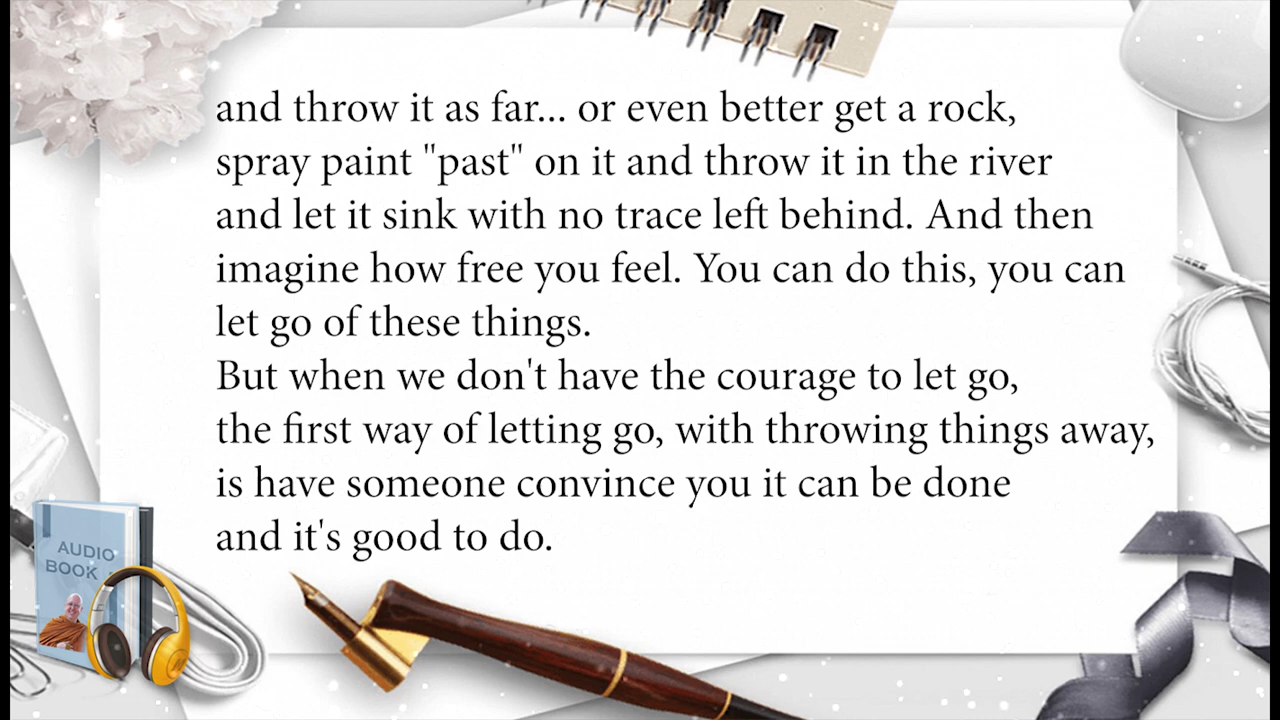 and throw it as far... or even better get a rock,
spray paint "past" on it and throw it in the river
and let it sink with no trace left behind. And then
imagine how free you feel. You can do this, you can
let go of these things.
But when we don't have the courage to let go,
the first way of letting go, with throwing things away,
is have someone convince you it can be done
and it's good to do.
AUDIO
BOOK